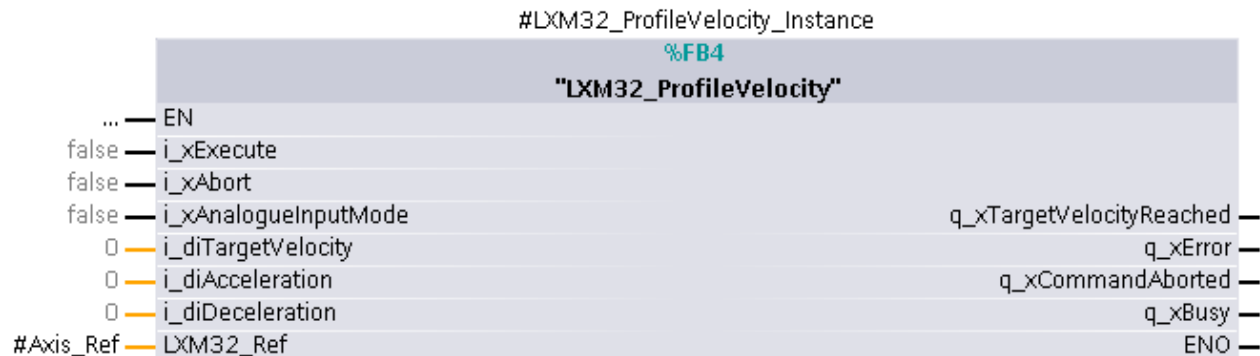 #LXM32_ProfileVelocity_Instance
%FB4
"LXM32_ProfileVelocity"
... EN
false i_xExecute
false i_xAbort
false i_xAnalogueInputMode q_xTargetVelocityReached
0 i_diTargetVelocity q_xError
0 i_diAcceleration q_xCommandAborted
0 i_diDeceleration q_xBusy
#Axis_Ref LXM32_Ref ENO